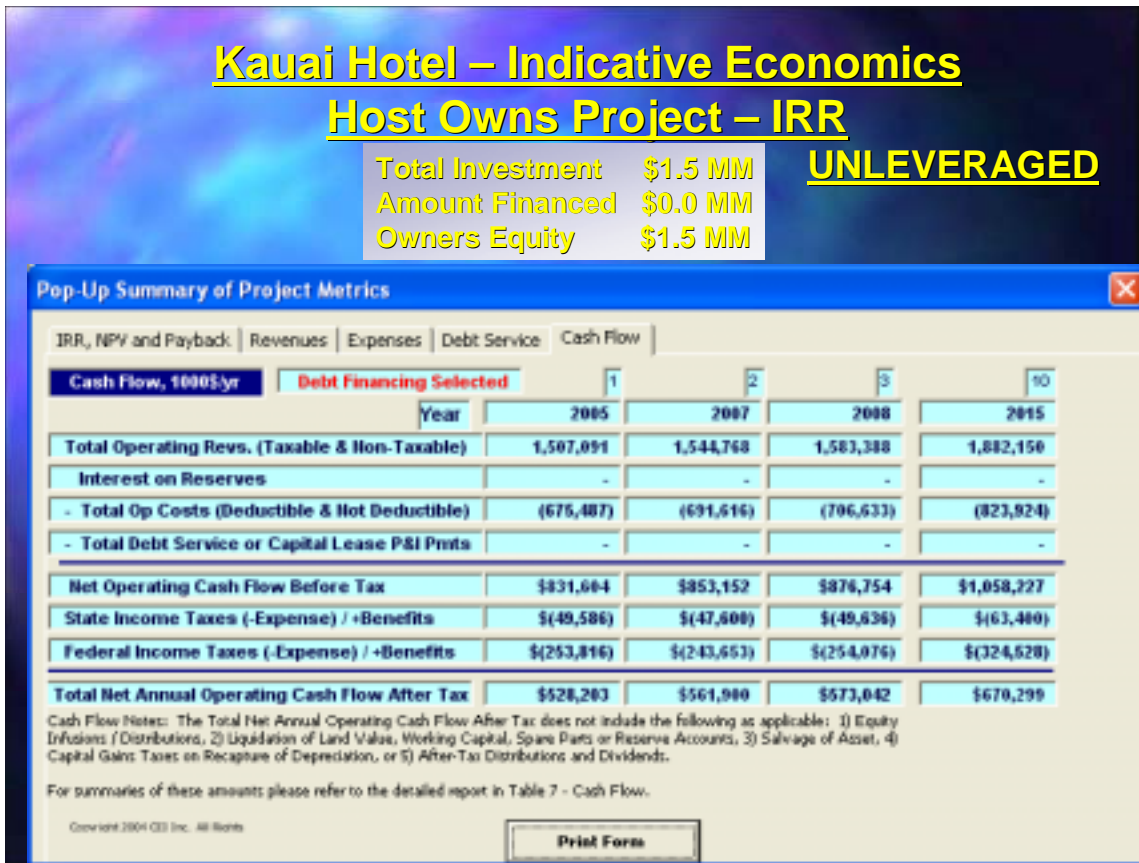 Kauai Hotel – Indicative Economics
Host Owns Project – IRR
UNLEVERAGED
Total Investment $1.5 MM
Amount Financed $0.0 MM
Owners Equity $1.5 MM
Pop-Up Summary of Project Metrics
IRR, NPV and Payback Revenues Expenses Debt Service Cash Flow
Cash Flow, 1000$/yr Debt Financing Selected 1 2 3 10
Year 2005 2007 2008 2015
Total Operating Revs. (Taxable & Non-Taxable) 1,507,091 1,544,768 1,583,388 1,882,150
Interest on Reserves - - - -
- Total Op Costs (Deductible & Not Deductible) (675,487) (691,616) (706,633) (823,924)
- Total Debt Service or Capital Lease P&I Pmts - - - -
Net Operating Cash Flow Before Tax $831,604 $853,152 $876,754 $1,058,227
State Income Taxes (-Expense) / +Benefits $(49,586) $(47,600) $(49,636) $(63,400)
Federal Income Taxes (-Expense) / +Benefits $(253,816) $(243,653) $(254,076) $(324,528)
Total Net Annual Operating Cash Flow After Tax $528,203 $561,900 $573,042 $670,299
Cash Flow Notes: The Total Net Annual Operating Cash Flow After Tax does not include the following as applicable: 1) Equity
Infusions / Distributions, 2) Liquidation of Land Value, Working Capital, Spare Parts or Reserve Accounts, 3) Salvage of Asset, 4)
Capital Gains Taxes on Recapture of Depreciation, or 5) After-Tax Distributions and Dividends.
For summaries of these amounts please refer to the detailed report in Table 7 - Cash Flow.
Copyright 2004 Inc. All Rights
Print Form